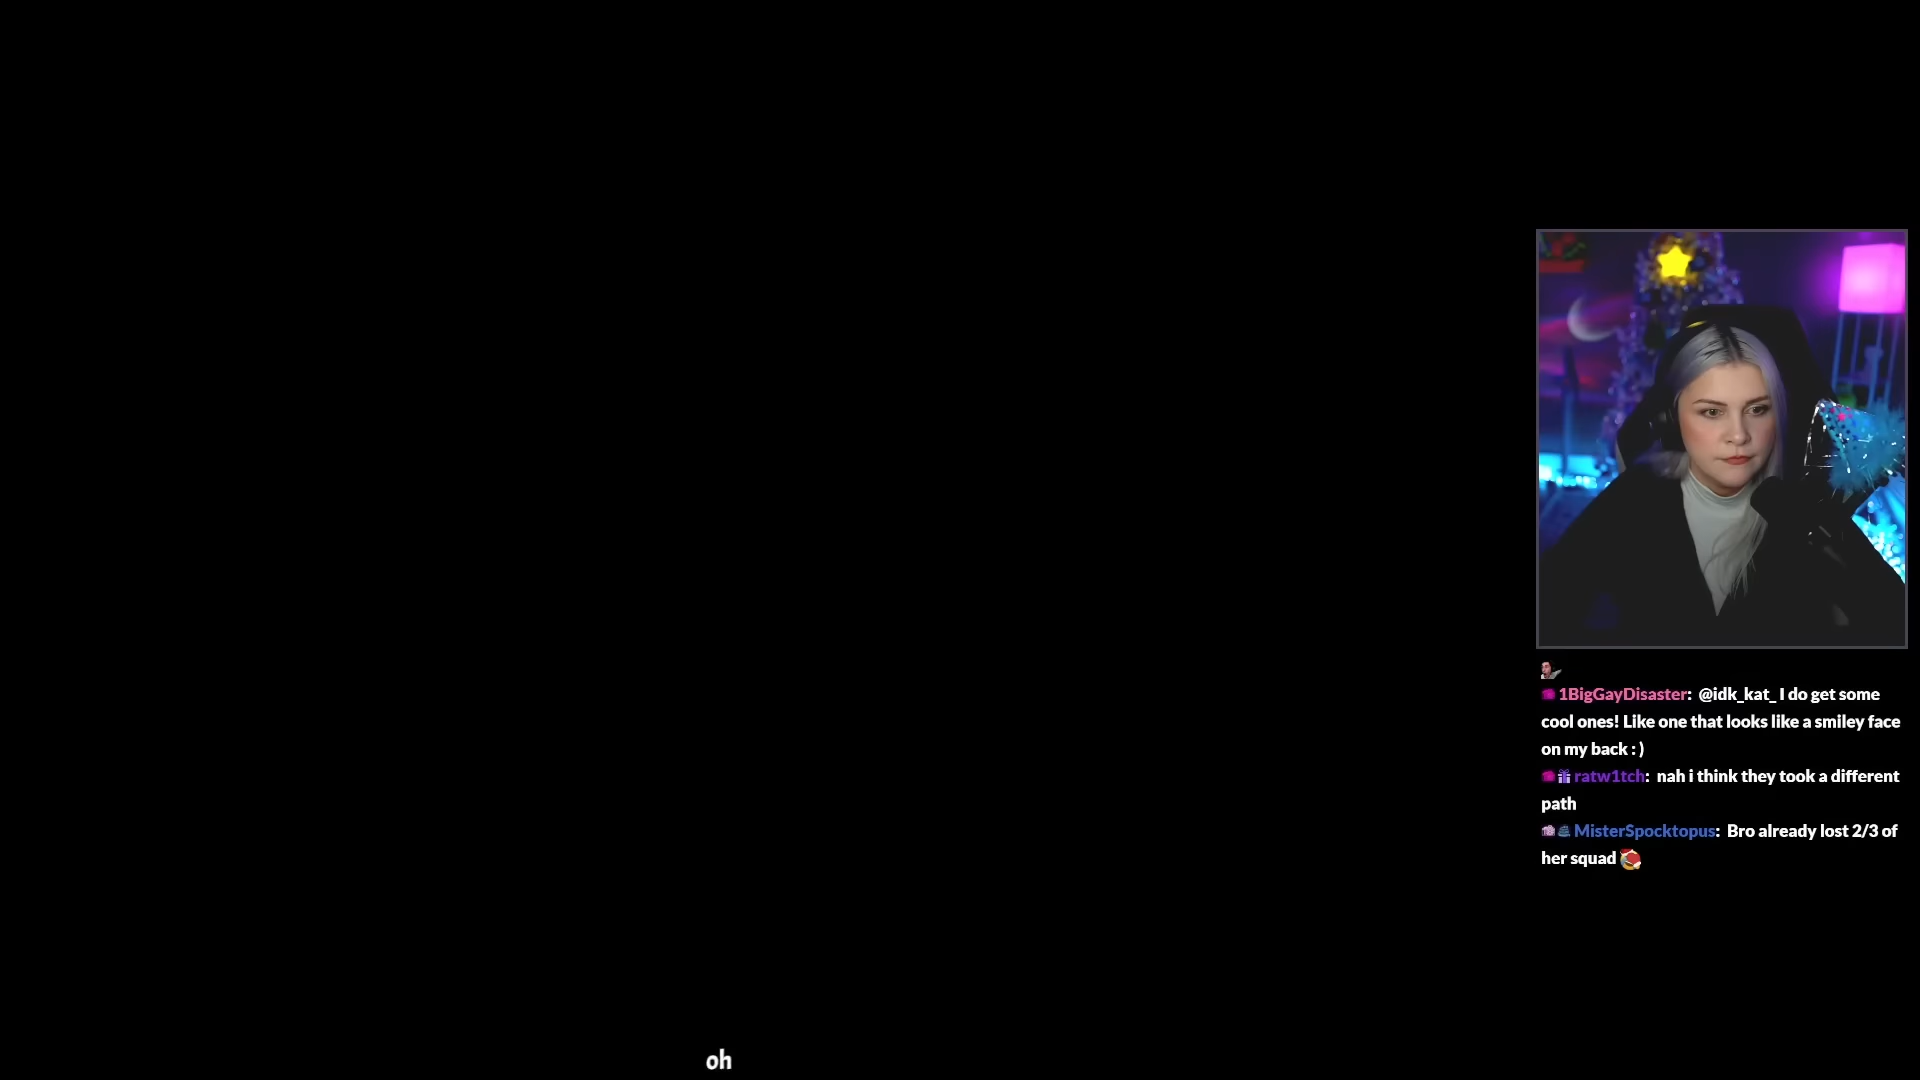 1BigGayDisaster: @idk_kat_ I do get some
cool ones! Like one that looks like a smiley face
on my back : )
ratw1tch: nah i think they took a different
path
MisterSpocktopus: Bro already lost 2/3 of
her squad
oh